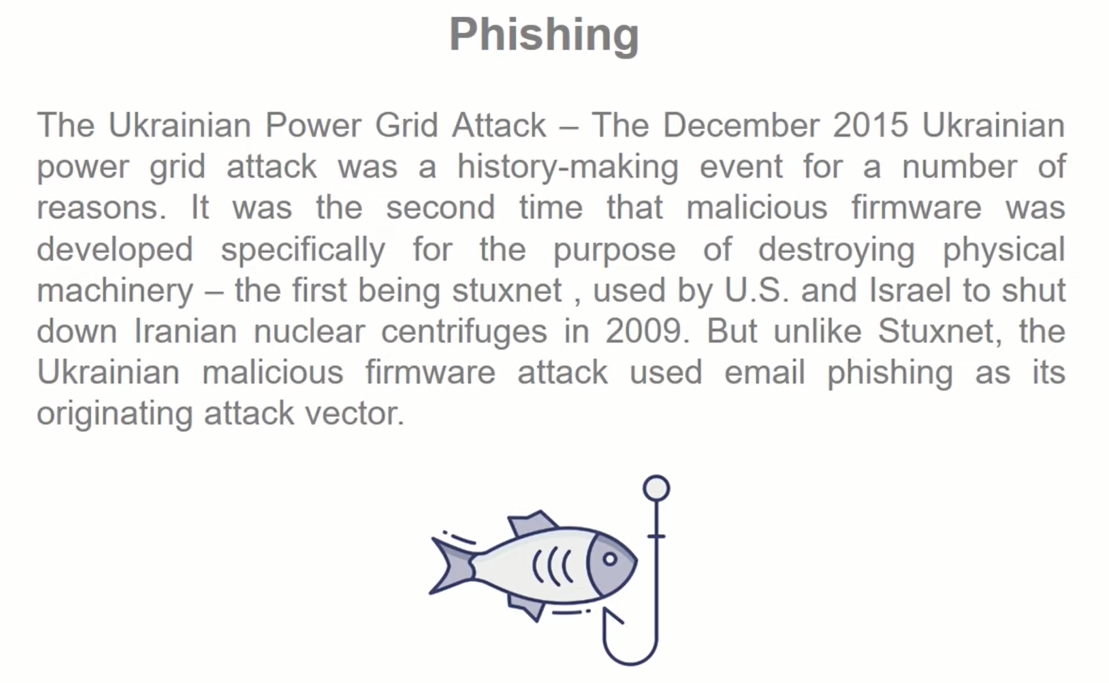 Phishing
The Ukrainian Power Grid Attack – The December 2015 Ukrainian
power grid attack was a history-making event for a number of
reasons. It was the second time that malicious firmware was
developed specifically for the purpose of destroying physical
machinery – the first being stuxnet , used by U.S. and Israel to shut
down Iranian nuclear centrifuges in 2009. But unlike Stuxnet, the
Ukrainian malicious firmware attack used email phishing as its
originating attack vector.